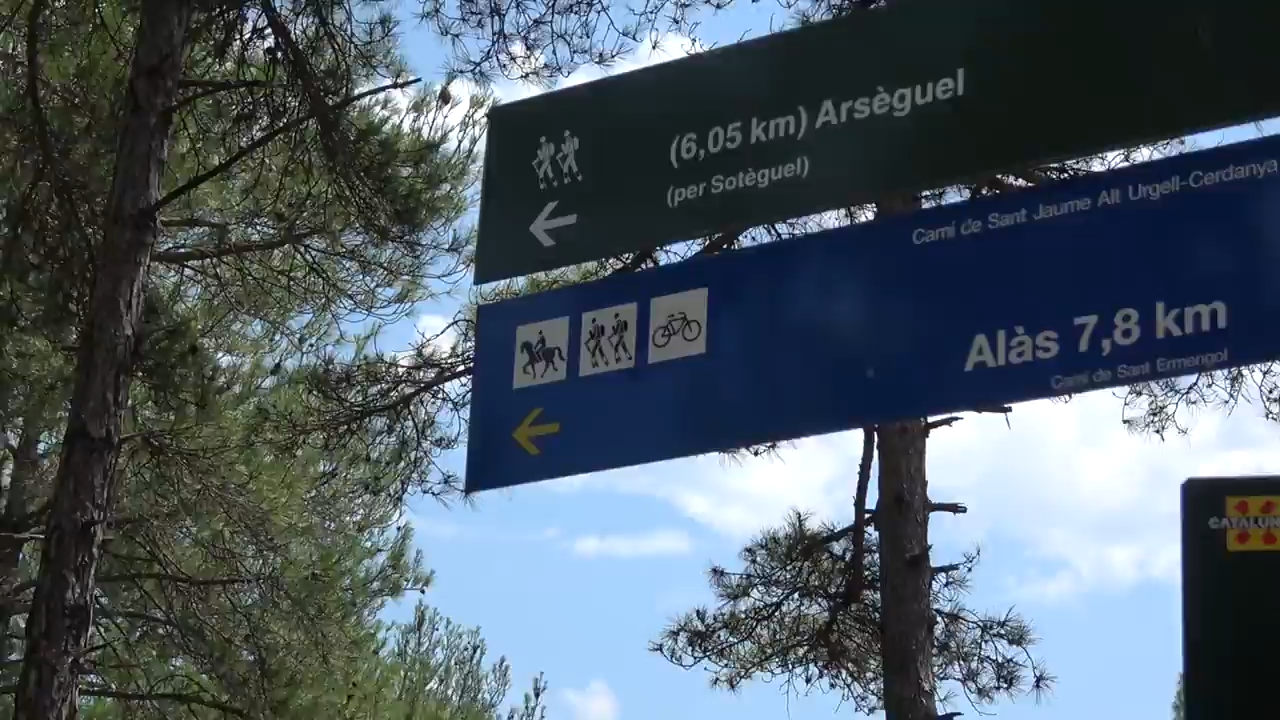 (6,05 km) Arsèguel
(per Sotèguel)
Camí de Sant Jaume Alt Urgell-Cerdanya
Alàs 7,8 km
Camí de Sant Ermengol